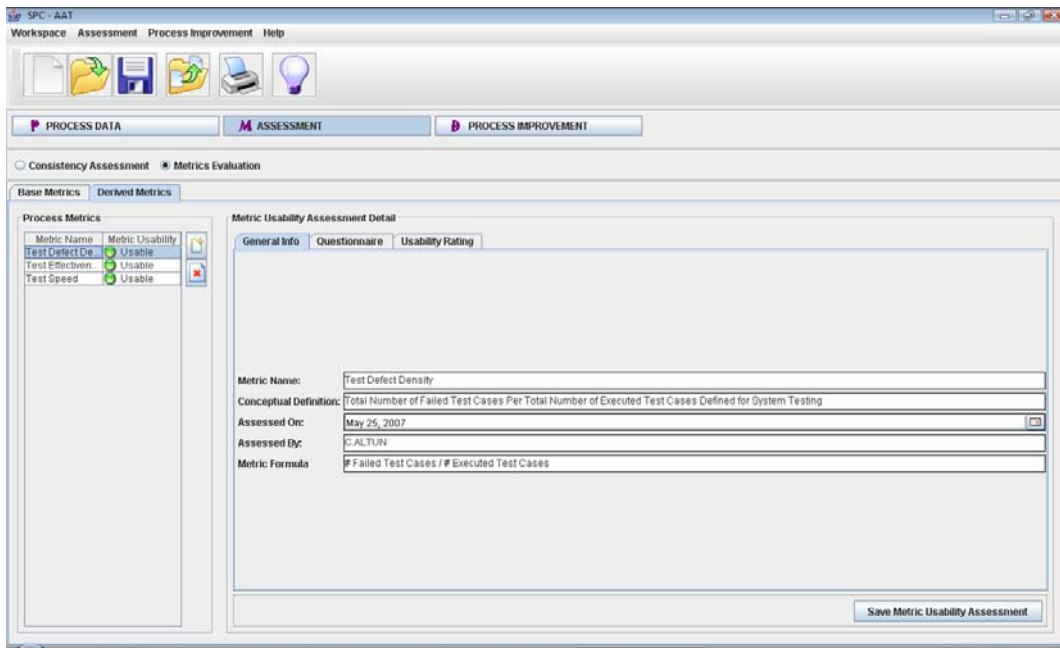 SPC - AAT
Workspace Assessment Process Improvement Help
PROCESS DATA
M ASSESSMENT
PROCESS IMPROVEMENT
Consistency Assessment Metrics Evaluation
Base Metrics Derived Metrics
Process Metrics
Metric Name Metric Usability
Test Defect De... Usable
Test Effectiven... Usable
Test Speed Usable
Metric Usability Assessment Detail
General Info Questionnaire Usability Rating
Metric Name: Test Defect Density
Conceptual Definition: Total Number of Failed Test Cases Per Total Number of Executed Test Cases Defined for System Testing
Assessed On: May 25, 2007
Assessed By: C.ALTUN
Metric Formula # Failed Test Cases / # Executed Test Cases
Save Metric Usability Assessment